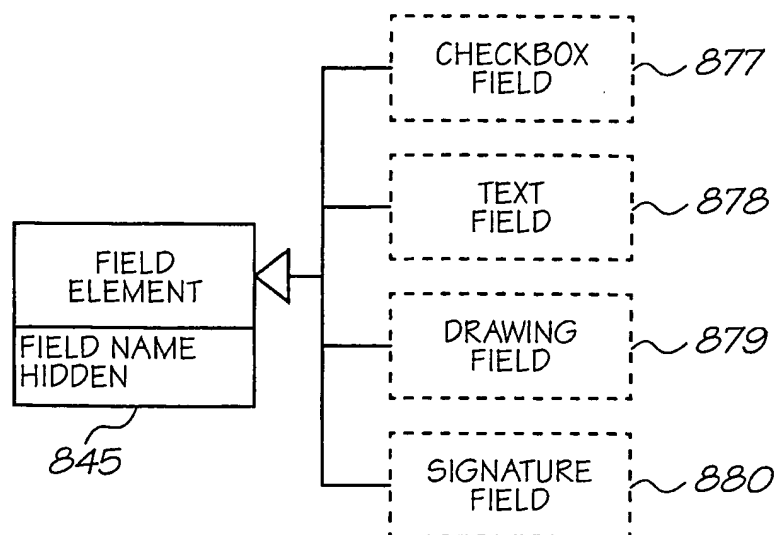 CHECKBOX
FIELD
877
TEXT
FIELD
878
FIELD
ELEMENT
FIELD NAME
HIDDEN
845
DRAWING
FIELD
879
SIGNATURE
FIELD
880